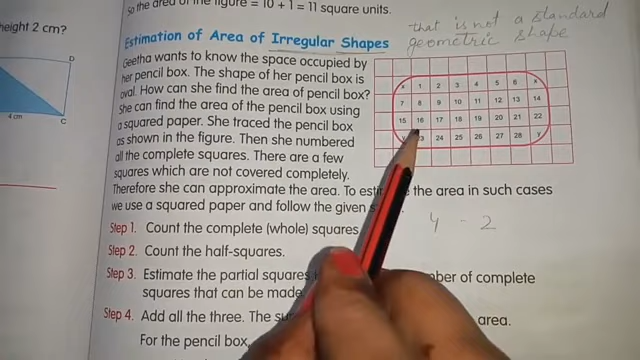 So the area of the figure = 10 + 1 = 11 square units.
that is not a standard
geometric shape
height 2 cm?
Estimation of Area of Irregular Shapes
Geetha wants to know the space occupied by
her pencil box. The shape of her pencil box is
oval. How can she find the area of pencil box?
She can find the area of the pencil box using
a squared paper. She traced the pencil box
as shown in the figure. Then she numbered
all the complete squares. There are a few
squares which are not covered completely.
Therefore she can approximate the area. To the area in such cases
we use a squared paper and follow the given
x 1 2 3 4 5 6 x
7 8 9 10 11 12 13 14
15 16 17 18 19 20 21 22
y 24 25 26 27 28 y
D
4 cm
C
4 - 2
Step 1. Count the complete (whole) squares
Step 2. Count the half-squares.
Step 3. Estimate the partial squares of complete
squares that can be made
Step 4. Add all the three. The area.
For the pencil box,